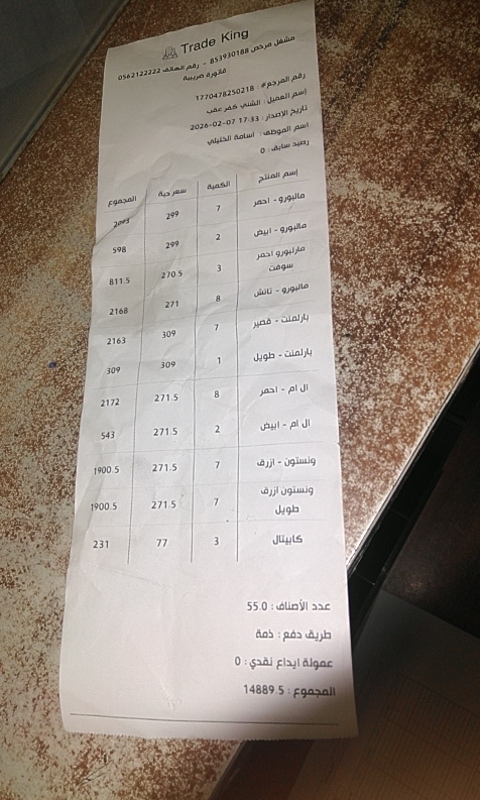 Trade King
مشغل مرخص 853930188 - رقم الهاتف 0562122222
فاتورة ضريبية
رقم المرجع# : 1770478250218
إسم العميل : الشني كفر عقب
تاريخ الاصدار : 17:33 07-02-2026
اسم الموظف : اسامة الخليلي
رصيد سابق : 0
إسم المنتج الكمية سعر حبة المجموع
مالبورو - احمر 7 299 2093
مالبورو - ابيض 2 299 598
مارلبورو احمر سوفت 3 270.5 811.5
مالبورو - تاتش 8 271 2168
بارلمنت - قصير 7 309 2163
بارلمنت - طويل 1 309 309
ال ام - احمر 8 271.5 2172
ال ام - ابيض 2 271.5 543
ونستون - ازرق 7 271.5 1900.5
ونستون ازرق طويل 7 271.5 1900.5
كابيتال 3 77 231
عدد الأصناف : 55.0
طريق دفع : ذمة
عمولة ايداع نقدي : 0
المجموع : 14889.5